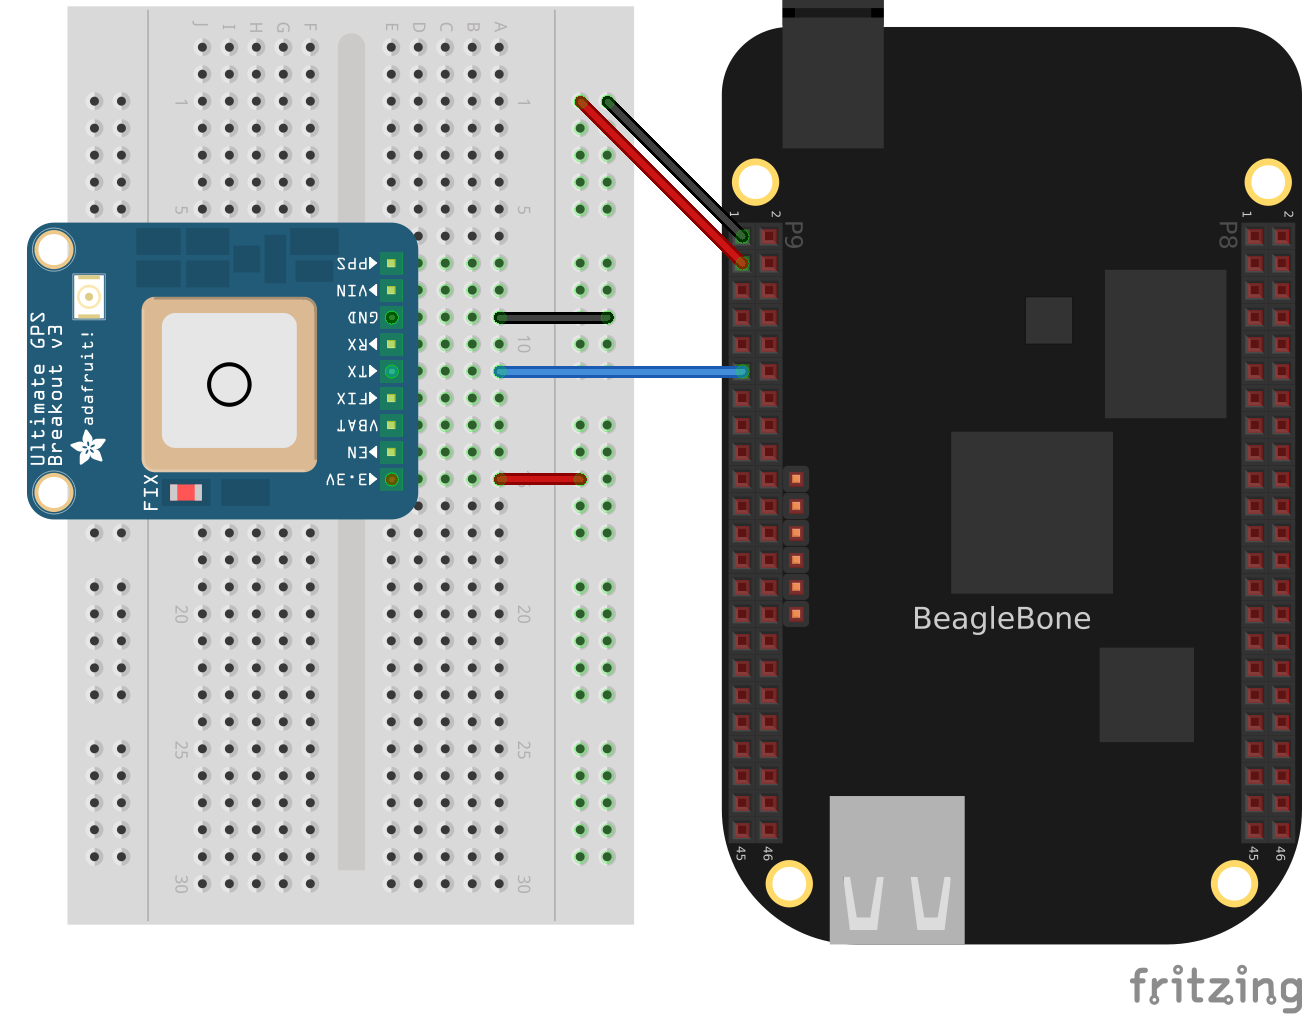 J I H G F E D C B A
1 1
5 5
10
20 20
25 25
30 30
Ultimate GPS
Breakout v3
adafruit!
PPS
VIN
GND
RX
TX
FIX
VBAT
EN
3.3V
FIX
1 2
P9
45 46
1 2
P8
45 46
BeagleBone
fritzing